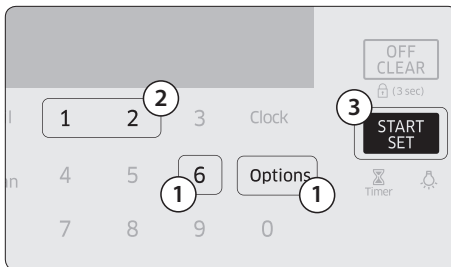 OFF
CLEAR
(3 sec)
1 2 2 3 Clock 3
START
SET
4 5 6 Options
1 1
Timer
7 8 9 0